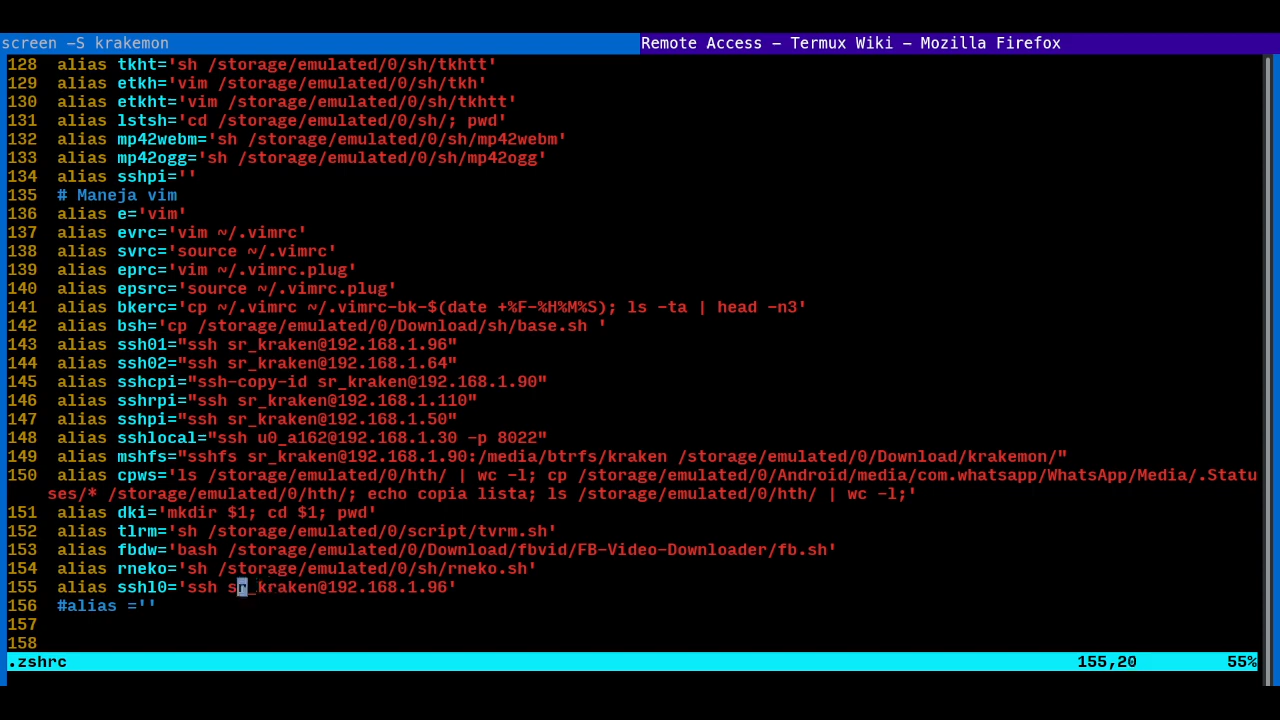 screen -S krakemon
Remote Access - Termux Wiki - Mozilla Firefox
128 alias tkht='sh /storage/emulated/0/sh/tkhtt'
129 alias etkh='vim /storage/emulated/0/sh/tkh'
130 alias etkht='vim /storage/emulated/0/sh/tkhtt'
131 alias lstsh='cd /storage/emulated/0/sh/; pwd'
132 alias mp42webm='sh /storage/emulated/0/sh/mp42webm'
133 alias mp42ogg='sh /storage/emulated/0/sh/mp42ogg'
134 alias sshpi=''
135 # Maneja vim
136 alias e='vim'
137 alias evrc='vim ~/.vimrc'
138 alias svrc='source ~/.vimrc'
139 alias eprc='vim ~/.vimrc.plug'
140 alias epsrc='source ~/.vimrc.plug'
141 alias bkerc='cp ~/.vimrc ~/.vimrc-bk-$(date +%F-%H%M%S); ls -ta | head -n3'
142 alias bsh='cp /storage/emulated/0/Download/sh/base.sh '
143 alias ssh01="ssh sr_kraken@192.168.1.96"
144 alias ssh02="ssh sr_kraken@192.168.1.64"
145 alias sshcpi="ssh-copy-id sr_kraken@192.168.1.90"
146 alias sshrpi="ssh sr_kraken@192.168.1.110"
147 alias sshpi="ssh sr_kraken@192.168.1.50"
148 alias sshlocal="ssh u0_a162@192.168.1.30 -p 8022"
149 alias mshfs="sshfs sr_kraken@192.168.1.90:/media/btrfs/kraken /storage/emulated/0/Download/krakemon/"
150 alias cpws='ls /storage/emulated/0/hth/ | wc -l; cp /storage/emulated/0/Android/media/com.whatsapp/WhatsApp/Media/.Statu
ses/* /storage/emulated/0/hth/; echo copia lista; ls /storage/emulated/0/hth/ | wc -l;'
151 alias dki='mkdir $1; cd $1; pwd'
152 alias tlrm='sh /storage/emulated/0/script/tvrm.sh'
153 alias fbdw='bash /storage/emulated/0/Download/fbvid/FB-Video-Downloader/fb.sh'
154 alias rneko='sh /storage/emulated/0/sh/rneko.sh'
155 alias sshl0='ssh sr_kraken@192.168.1.96'
156 #alias =''
157
158
.zshrc 155,20 55%